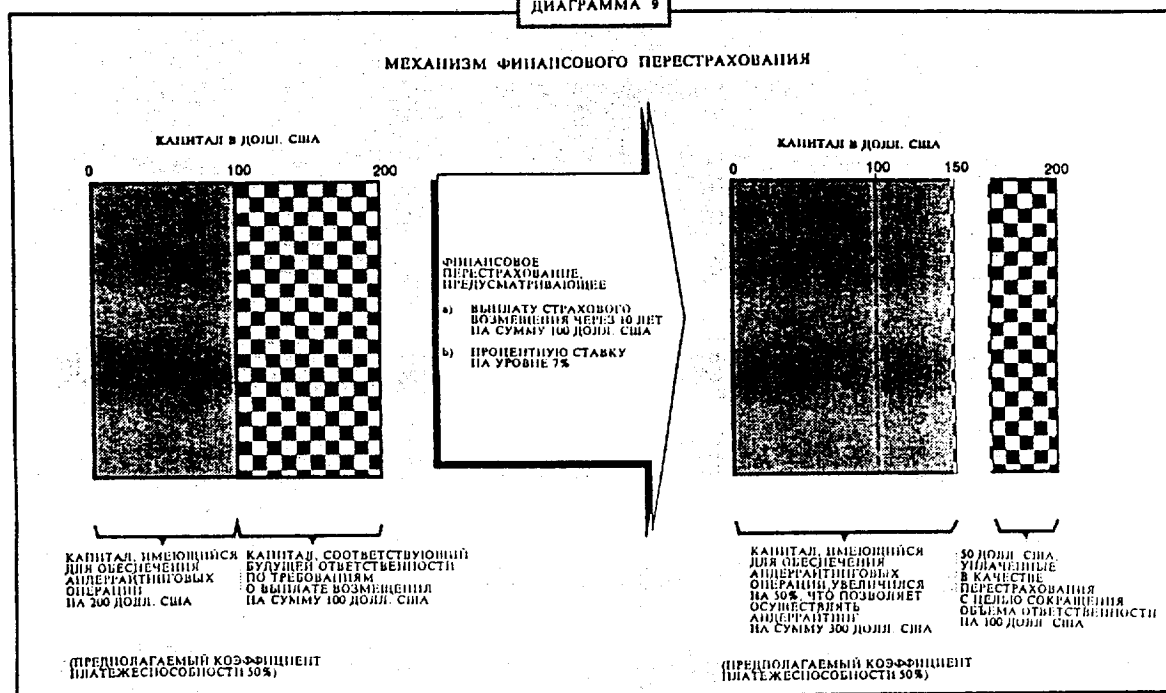 ДИАГРАММА 9
МЕХАНИЗМ ФИНАНСОВОГО ПЕРЕСТРАХОВАНИЯ
КАПИТАЛ В ДОЛЛ. США
0 100 200
ФИНАНСОВОЕ
ПЕРЕСТРАХОВАНИЕ,
ПРЕДУСМАТРИВАЮЩЕЕ
a) ВЫПЛАТУ СТРАХОВОГО
ВОЗМЕЩЕНИЯ ЧЕРЕЗ 10 ЛЕТ
НА СУММУ 100 ДОЛЛ. США
b) ПРОЦЕНТНУЮ СТАВКУ
НА УРОВНЕ 7%
КАПИТАЛ В ДОЛЛ. США
0 100 150 200
КАПИТАЛ, ИМЕЮЩИЙСЯ
ДЛЯ ОБЕСПЕЧЕНИЯ
АНДЕРРАЙТИНГОВЫХ
ОПЕРАЦИЙ
НА 200 ДОЛЛ. США
КАПИТАЛ, СООТВЕТСТВУЮЩИЙ
БУДУЩЕЙ ОТВЕТСТВЕННОСТИ
ПО ТРЕБОВАНИЯМ
О ВЫПЛАТЕ ВОЗМЕЩЕНИЯ
НА СУММУ 100 ДОЛЛ. США
(ПРЕДПОЛАГАЕМЫЙ КОЭФФИЦИЕНТ
ПЛАТЕЖЕСПОСОБНОСТИ 50%)
КАПИТАЛ, ИМЕЮЩИЙСЯ
ДЛЯ ОБЕСПЕЧЕНИЯ
АНДЕРРАЙТИНГОВЫХ
ОПЕРАЦИЙ, УВЕЛИЧИЛСЯ
НА 50%, ЧТО ПОЗВОЛЯЕТ
ОСУЩЕСТВЛЯТЬ
АНДЕРРАЙТИНГ
НА СУММУ 300 ДОЛЛ. США
50 ДОЛЛ. США,
УПЛАЧЕННЫЕ
В КАЧЕСТВЕ
ПЕРЕСТРАХОВАНИЯ
С ЦЕЛЬЮ СОКРАЩЕНИЯ
ОБЪЕМА ОТВЕТСТВЕННОСТИ
НА 100 ДОЛЛ. США
(ПРЕДПОЛАГАЕМЫЙ КОЭФФИЦИЕНТ
ПЛАТЕЖЕСПОСОБНОСТИ 50%)